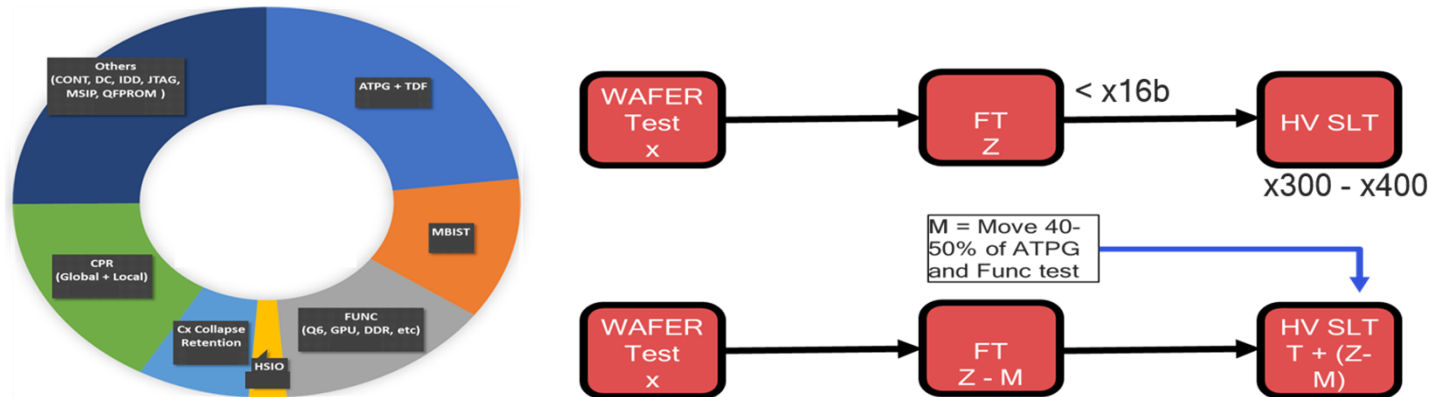 Others
(CONT, DC, IDD, JTAG,
MSIP, QFPROM )
ATPG + TDF
MBIST
FUNC
(Q6, GPU, DDR, etc)
HSIO
Cx Collapse
Retention
CPR
(Global + Local)
WAFER
Test
x
FT
Z
< x16b
HV SLT
x300 - x400
M = Move 40-
50% of ATPG
and Func test
WAFER
Test
x
FT
Z - M
HV SLT
T + (Z-
M)